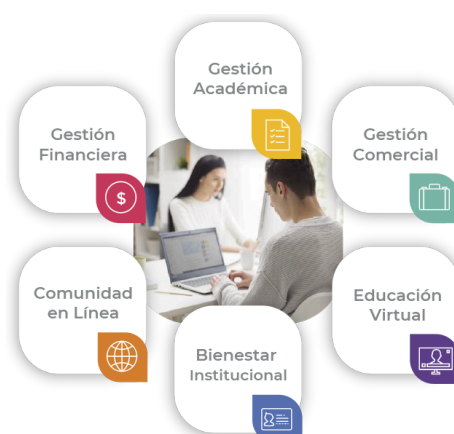 Gestión
Académica
Gestión
Financiera
$
Gestión
Comercial
Comunidad
en Línea
Educación
Virtual
Bienestar
Institucional